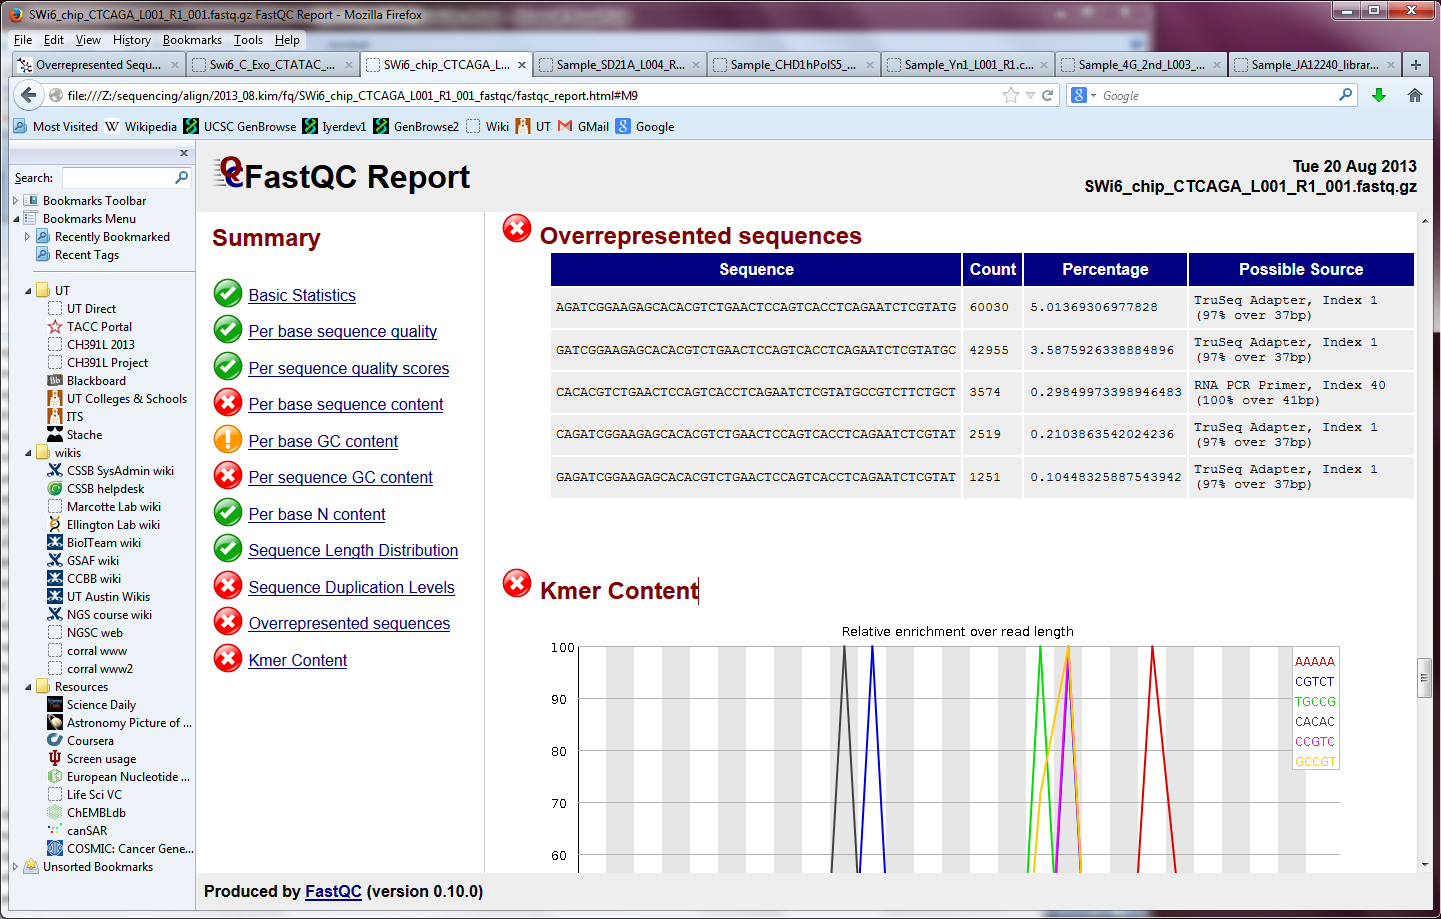 SWi6_chip_CTCAGA_L001_R1_001.fastq.gz FastQC Report - Mozilla Firefox
File Edit View History Bookmarks Tools Help
Overrepresented Sequ... Swi6_C_Exo_CTATAC_... SWi6_chip_CTCAGA_L... Sample_SD21A_L004_R... Sample_CHD1hPolS5_... Sample_Yn1_L001_R1.c... Sample_4G_2nd_L003_... Sample_JA12240_librar...
file:///Z:/sequencing/align/2013_08.kim/fq/SWi6_chip_CTCAGA_L001_R1_001_fastqc/fastqc_report.html#M9
Google
Most Visited Wikipedia UCSC GenBrowse Iyerdev1 GenBrowse2 Wiki UT GMail Google
Search:
Bookmarks Toolbar
Bookmarks Menu
Recently Bookmarked
Recent Tags
UT
UT Direct
TACC Portal
CH391L 2013
CH391L Project
Blackboard
UT Colleges & Schools
ITS
Stache
wikis
CSSB SysAdmin wiki
CSSB helpdesk
Marcotte Lab wiki
Ellington Lab wiki
BioITeam wiki
GSAF wiki
CCBB wiki
UT Austin Wikis
NGS course wiki
NGSC web
corral www
corral www2
Resources
Science Daily
Astronomy Picture of ...
Coursera
Screen usage
European Nucleotide ...
Life Sci VC
ChEMBLdb
canSAR
COSMIC: Cancer Gene...
Unsorted Bookmarks
FastQC Report
Tue 20 Aug 2013
SWi6_chip_CTCAGA_L001_R1_001.fastq.gz
Summary
Basic Statistics
Per base sequence quality
Per sequence quality scores
Per base sequence content
Per base GC content
Per sequence GC content
Per base N content
Sequence Length Distribution
Sequence Duplication Levels
Overrepresented sequences
Kmer Content
Overrepresented sequences
Sequence Count Percentage Possible Source
AGATCGGAAGAGCACACGTCTGAACTCCAGTCACCTCAGAATCTCGTATG 60030 5.01369306977828 TruSeq Adapter, Index 1
(97% over 37bp)
GATCGGAAGAGCACACGTCTGAACTCCAGTCACCTCAGAATCTCGTATGC 42955 3.5875926338884896 TruSeq Adapter, Index 1
(97% over 37bp)
CACACGTCTGAACTCCAGTCACCTCAGAATCTCGTATGCCGTCTTCTGCT 3574 0.29849973398946483 RNA PCR Primer, Index 40
(100% over 41bp)
CAGATCGGAAGAGCACACGTCTGAACTCCAGTCACCTCAGAATCTCGTAT 2519 0.2103863542024236 TruSeq Adapter, Index 1
(97% over 37bp)
GAGATCGGAAGAGCACACGTCTGAACTCCAGTCACCTCAGAATCTCGTAT 1251 0.10448325887543942 TruSeq Adapter, Index 1
(97% over 37bp)
Kmer Content
Relative enrichment over read length
100
90
80
70
60
AAAAA
CGTCT
TGCCG
CACAC
CCGTC
GCCGT
Produced by FastQC (version 0.10.0)